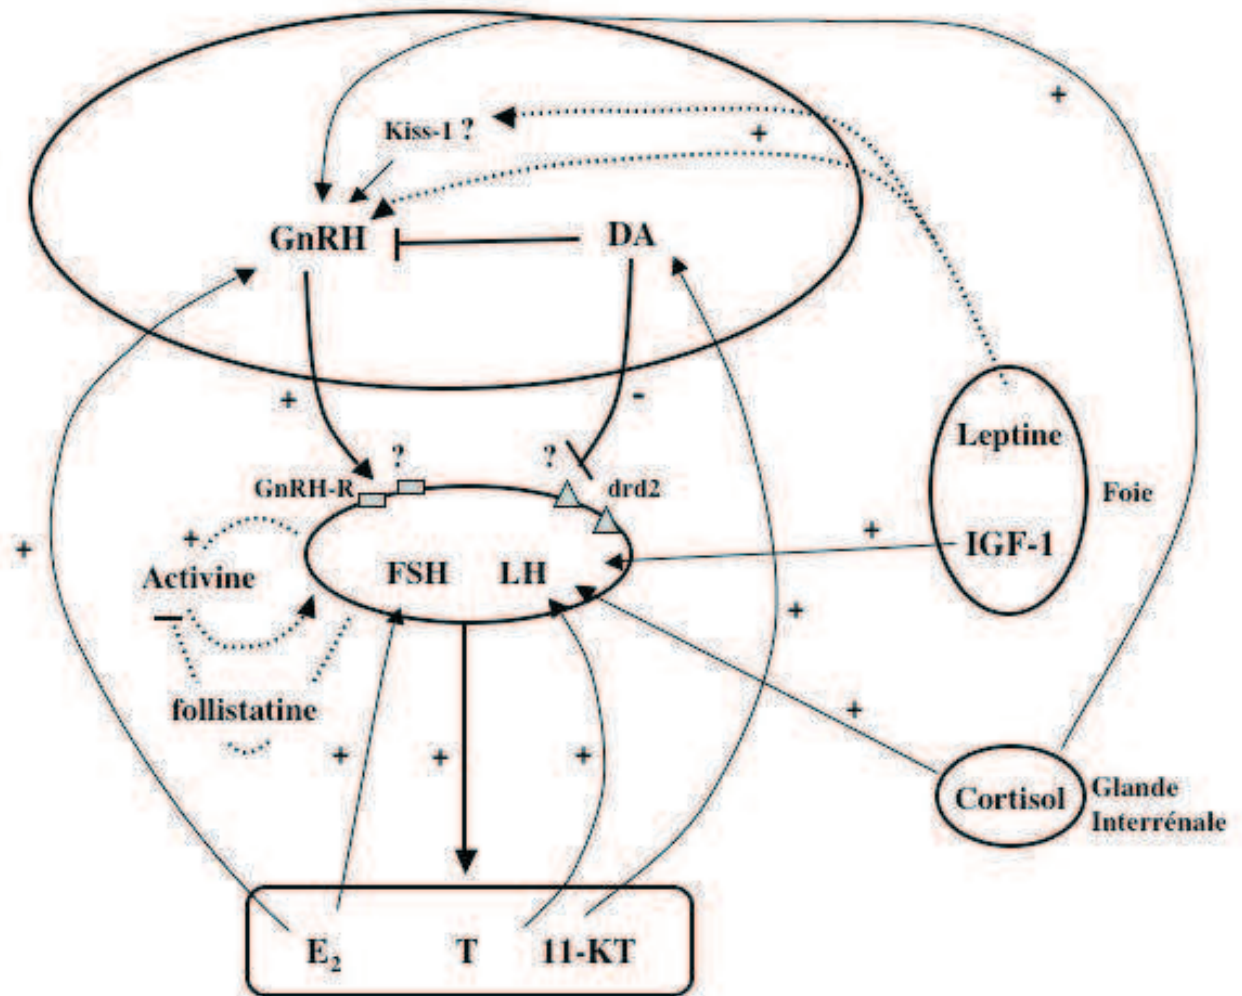 +
Kiss-1 ?
+
GnRH
DA
+
-
?
?
GnRH-R
drd2
Leptine
Foie
+
+
+
IGF-1
Activine
FSH
LH
+
follistatine
+
+
+
+
Cortisol
Glande
Interrénale
E2
T
11-KT